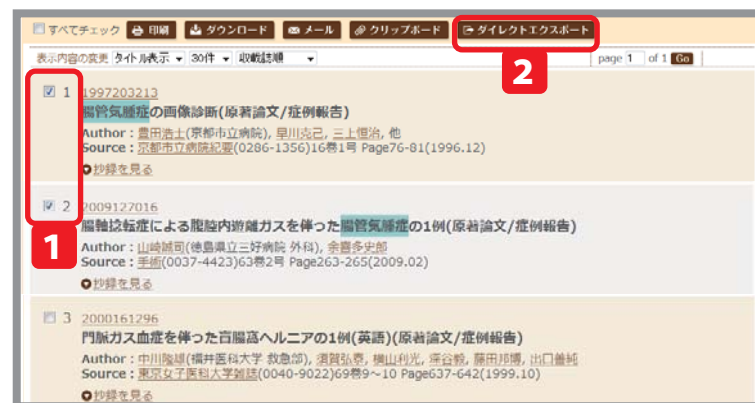 すべてチェック 印刷 ダウンロード メール クリップボード ダイレクトエクスポート
表示内容の変更 タイトル表示 30件 収載誌順 page 1 of 1 Go
2
1 1997203213
腸管気腫症の画像診断(原著論文/症例報告)
Author : 豊田浩士(京都市立病院), 早川克己, 三上恒治, 他
Source : 京都市立病院紀要(0286-1356)16巻1号 Page76-81(1996.12)
抄録を見る
2 2009127016
腸軸捻転症による腹腔内遊離ガスを伴った腸管気腫症の1例(原著論文/症例報告)
1
Author : 山崎誠司(徳島県立三好病院 外科), 余喜多史郎
Source : 手術(0037-4423)63巻2号 Page263-265(2009.02)
抄録を見る
3 2000161296
門脈ガス血症を伴った盲腸窩ヘルニアの1例(英語)(原著論文/症例報告)
Author : 中川隆雄(福井医科大学 救急部), 須賀弘泰, 横山利光, 澤谷毅, 藤田邦博, 出口善純
Source : 東京女子医科大学雑誌(0040-9022)69巻9〜10 Page637-642(1999.10)
抄録を見る